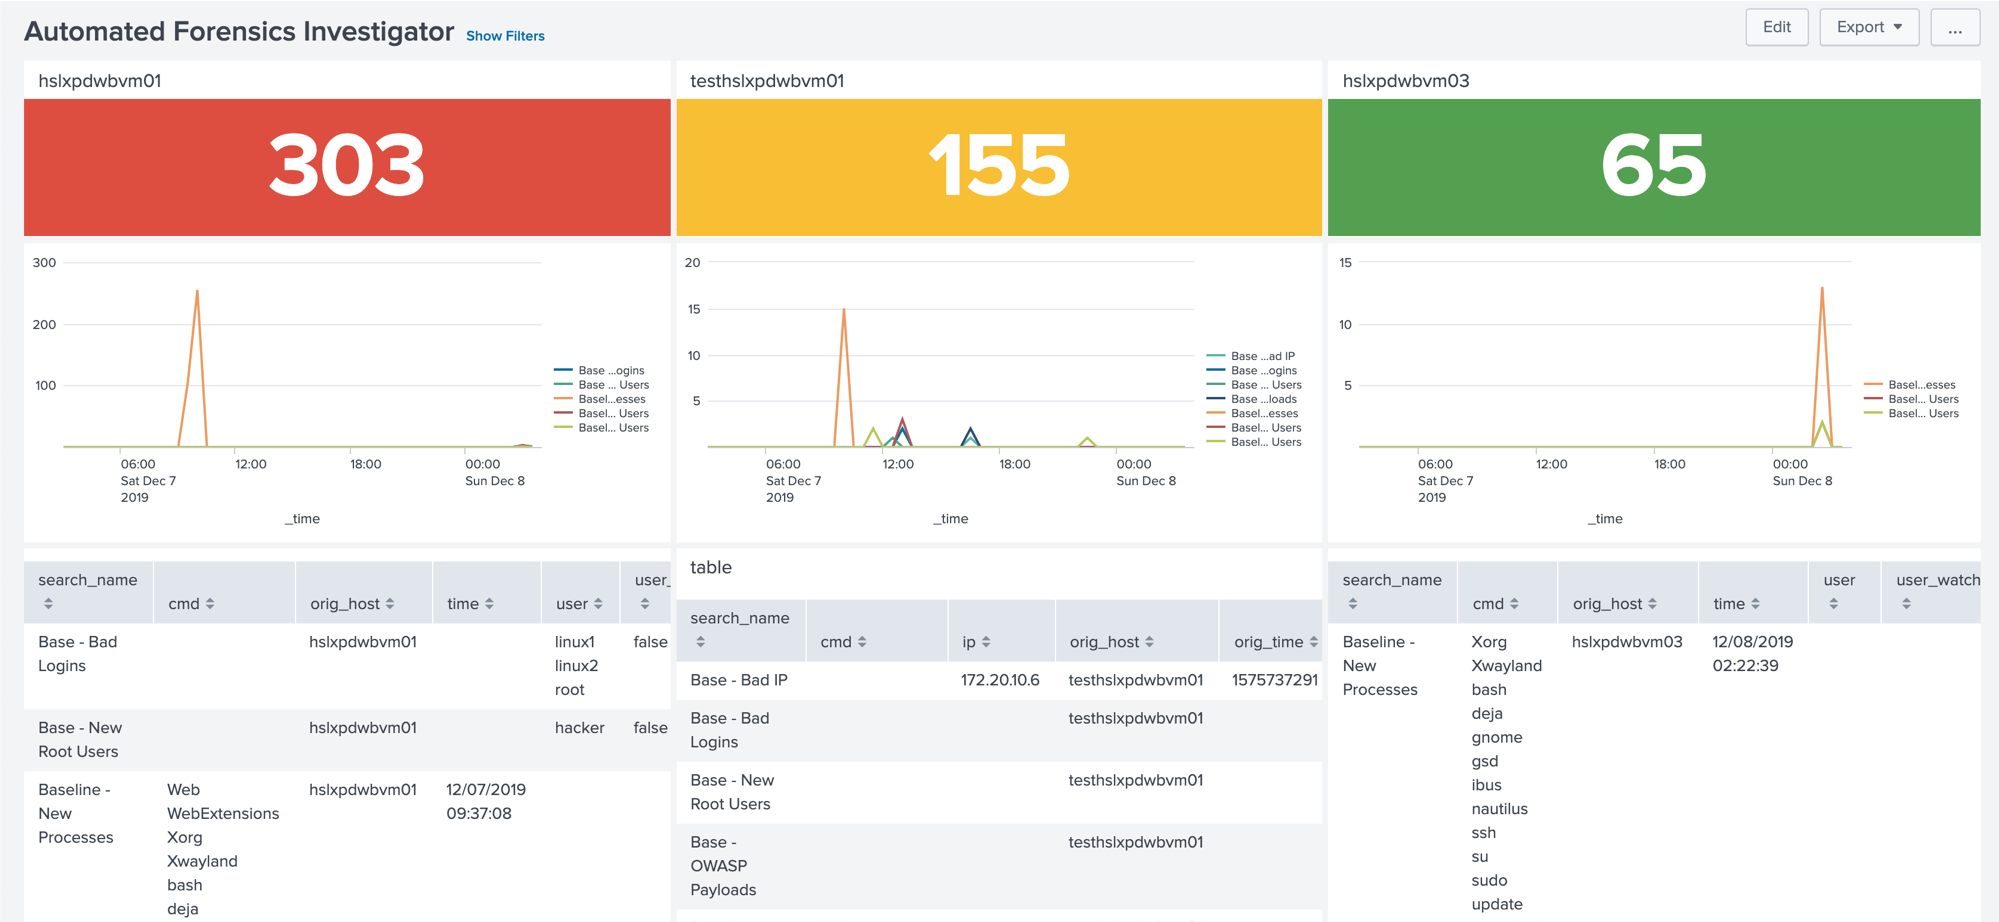 Automated Forensics Investigator Show Filters
Edit
Export
...
hslxpdwbvm01
303
300
200
100
06:00
Sat Dec 7
2019
12:00
18:00
00:00
Sun Dec 8
_time
Base ...ogins
Base ... Users
Basel...esses
Basel... Users
Basel... Users
testhslxpdwbvm01
155
20
15
10
5
06:00
Sat Dec 7
2019
12:00
18:00
00:00
Sun Dec 8
_time
Base ...ad IP
Base ...ogins
Base ... Users
Base ...loads
Basel...esses
Basel... Users
Basel... Users
hslxpdwbvm03
65
15
10
5
06:00
Sat Dec 7
2019
12:00
18:00
00:00
Sun Dec 8
_time
Basel...esses
Basel... Users
Basel... Users
search_name
cmd
orig_host
time
user
user_
Base - Bad
Logins
hslxpdwbvm01
linux1
linux2
root
false
Base - New
Root Users
hslxpdwbvm01
hacker
false
Baseline -
New
Processes
Web
WebExtensions
Xorg
Xwayland
bash
deja
hslxpdwbvm01
12/07/2019
09:37:08
table
search_name
cmd
ip
orig_host
orig_time
Base - Bad IP
172.20.10.6
testhslxpdwbvm01
1575737291
Base - Bad
Logins
testhslxpdwbvm01
Base - New
Root Users
testhslxpdwbvm01
Base -
OWASP
Payloads
testhslxpdwbvm01
search_name
cmd
orig_host
time
user
user_watch
Baseline -
New
Processes
Xorg
Xwayland
bash
deja
gnome
gsd
ibus
nautilus
ssh
su
sudo
update
hslxpdwbvm03
12/08/2019
02:22:39